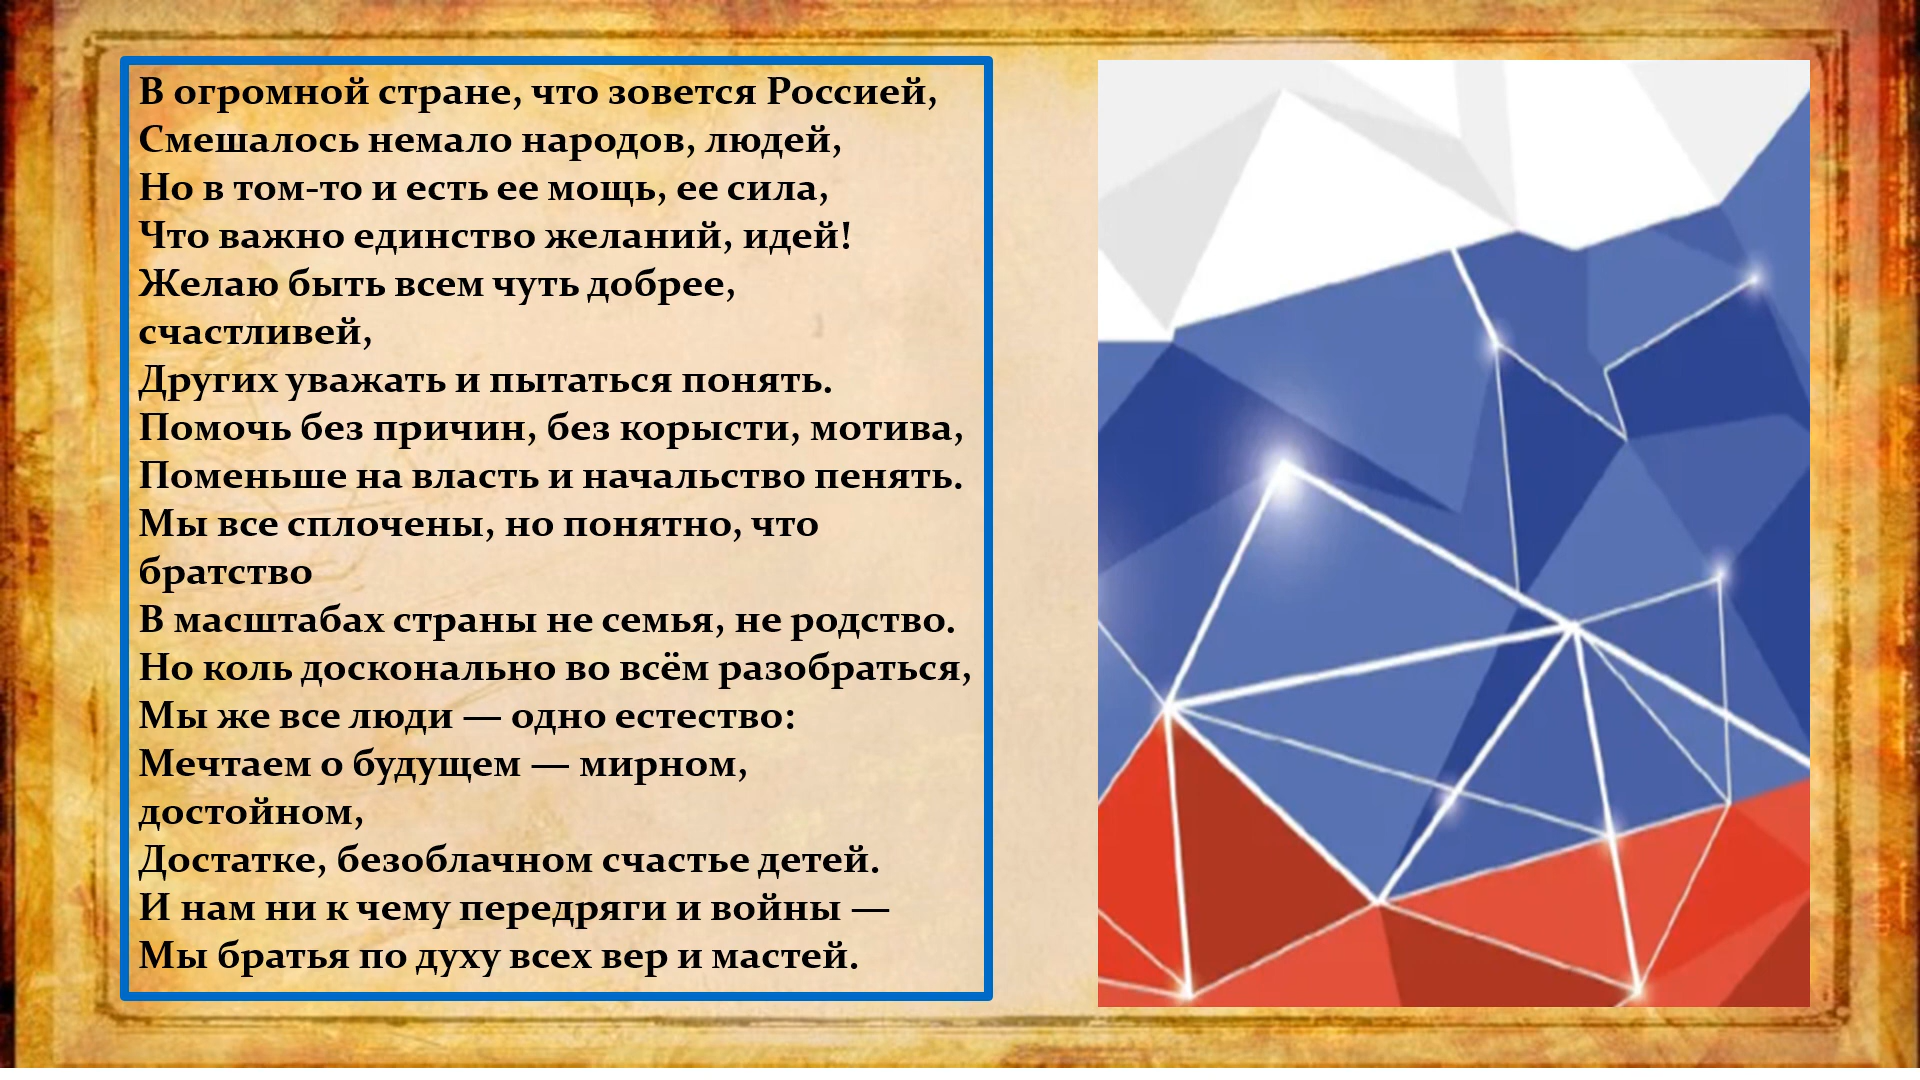 В огромной стране, что зовется Россией,
Смешалось немало народов, людей,
Но в том-то и есть ее мощь, ее сила,
Что важно единство желаний, идей!
Желаю быть всем чуть добрее,
счастливей,
Других уважать и пытаться понять.
Помочь без причин, без корысти, мотива,
Поменьше на власть и начальство пенять.
Мы все сплочены, но понятно, что
братство
В масштабах страны не семья, не родство.
Но коль досконально во всём разобраться,
Мы же все люди — одно естество:
Мечтаем о будущем — мирном,
достойном,
Достатке, безоблачном счастье детей.
И нам ни к чему передряги и войны —
Мы братья по духу всех вер и мастей.